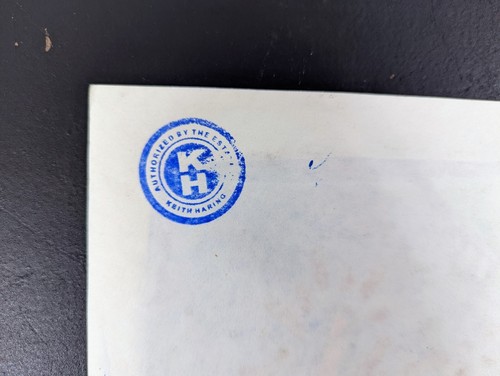 AUTHORIZED BY THE EST
KH
KEITH HARING